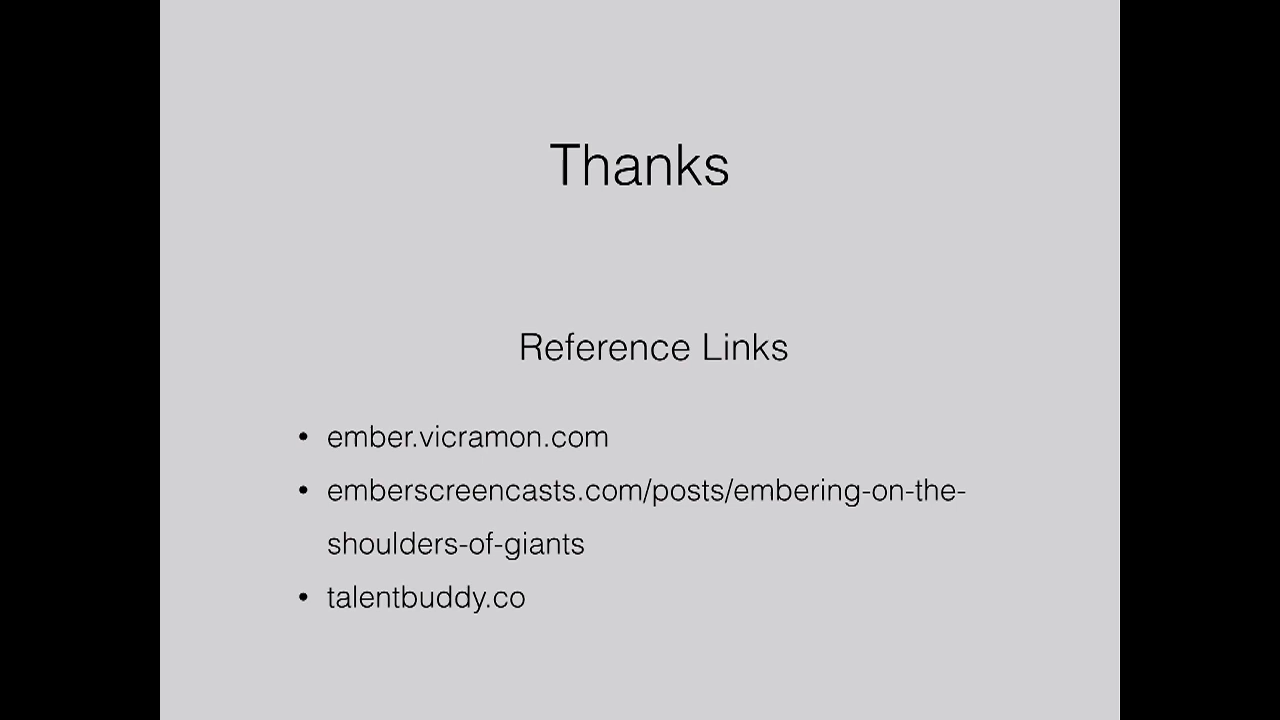 Thanks
Reference Links
• ember.vicramon.com
• emberscreencasts.com/posts/embering-on-the-
shoulders-of-giants
• talentbuddy.co